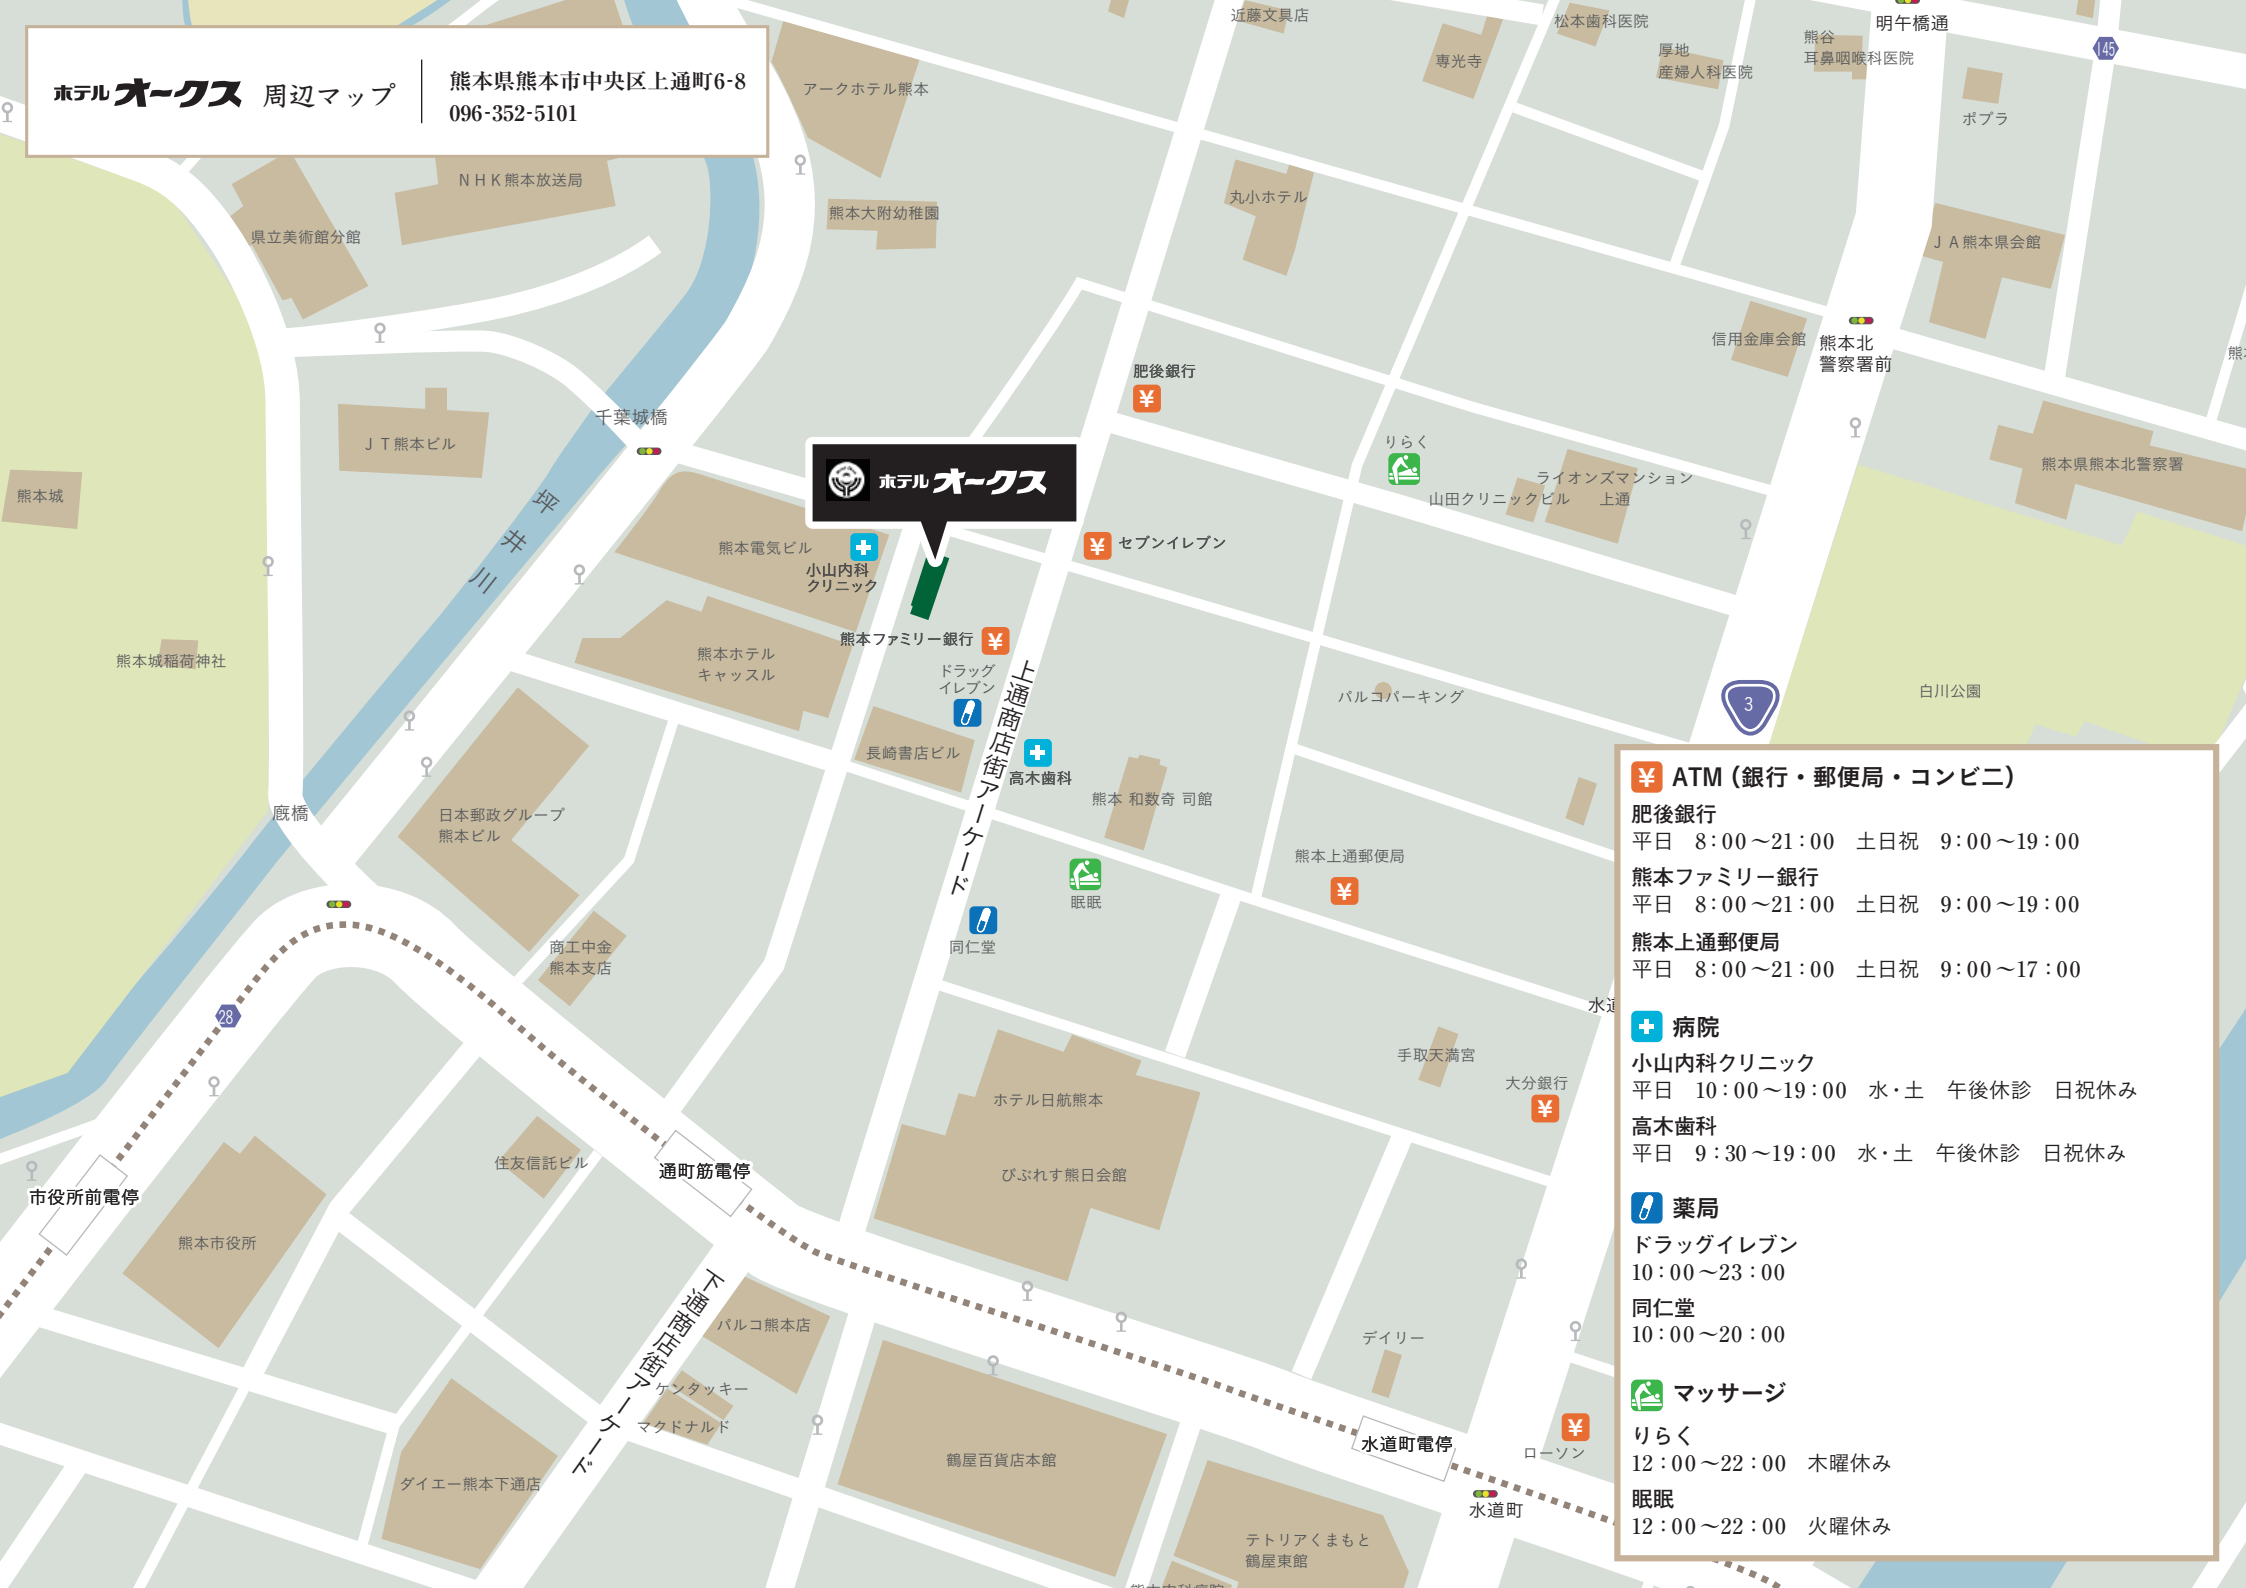 ホテル オークス 周辺マップ
熊本県熊本市中央区上通町6-8
096-352-5101
近藤文具店
松本歯科医院
明午橋通
熊谷
耳鼻咽喉科医院
厚地
産婦人科医院
専光寺
145
アークホテル熊本
ポプラ
NHK熊本放送局
丸小ホテル
熊本大附幼稚園
県立美術館分館
JA熊本県会館
信用金庫会館
熊本北
警察署前
肥後銀行
¥
千葉城橋
JT熊本ビル
りらく
ライオンズマンション
上通
山田クリニックビル
熊本県熊本北警察署
熊本城
ホテル オークス
坪井川
熊本電気ビル
小山内科
クリニック
¥
セブンイレブン
熊本ファミリー銀行
¥
熊本城稲荷神社
熊本ホテル
キャッスル
ドラッグ
イレブン
上通商店街アーケード
パルコパーキング
3
白川公園
長崎書店ビル
高木歯科
熊本 和数奇 司館
廐橋
日本郵政グループ
熊本ビル
熊本上通郵便局
¥
眠眠
商工中金
熊本支店
同仁堂
28
手取天満宮
大分銀行
¥
ホテル日航熊本
びぷれす熊日会館
住友信託ビル
通町筋電停
市役所前電停
熊本市役所
下通商店街アーケード
パルコ熊本店
ケンタッキー
マクドナルド
デイリー
水道町電停
¥
ローソン
鶴屋百貨店本館
ダイエー熊本下通店
水道町
テトリアくまもと
鶴屋東館
¥ ATM（銀行・郵便局・コンビニ）
肥後銀行
平日 8:00～21:00 土日祝 9:00～19:00
熊本ファミリー銀行
平日 8:00～21:00 土日祝 9:00～19:00
熊本上通郵便局
平日 8:00～21:00 土日祝 9:00～17:00
病院
小山内科クリニック
平日 10:00～19:00 水・土 午後休診 日祝休み
高木歯科
平日 9:30～19:00 水・土 午後休診 日祝休み
薬局
ドラッグイレブン
10:00～23:00
同仁堂
10:00～20:00
マッサージ
りらく
12:00～22:00 木曜休み
眠眠
12:00～22:00 火曜休み